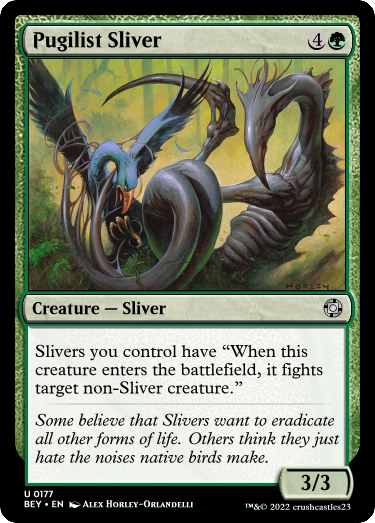 Pugilist Sliver 4
HORLEY
Creature — Sliver
Slivers you control have “When this
creature enters the battlefield, it fights
target non-Sliver creature.”
Some believe that Slivers want to eradicate
all other forms of life. Others think they just
hate the noises native birds make.
3/3
U 0177
BEY • EN Alex Horley-Orlandelli
™&© 2022 crushcastles23